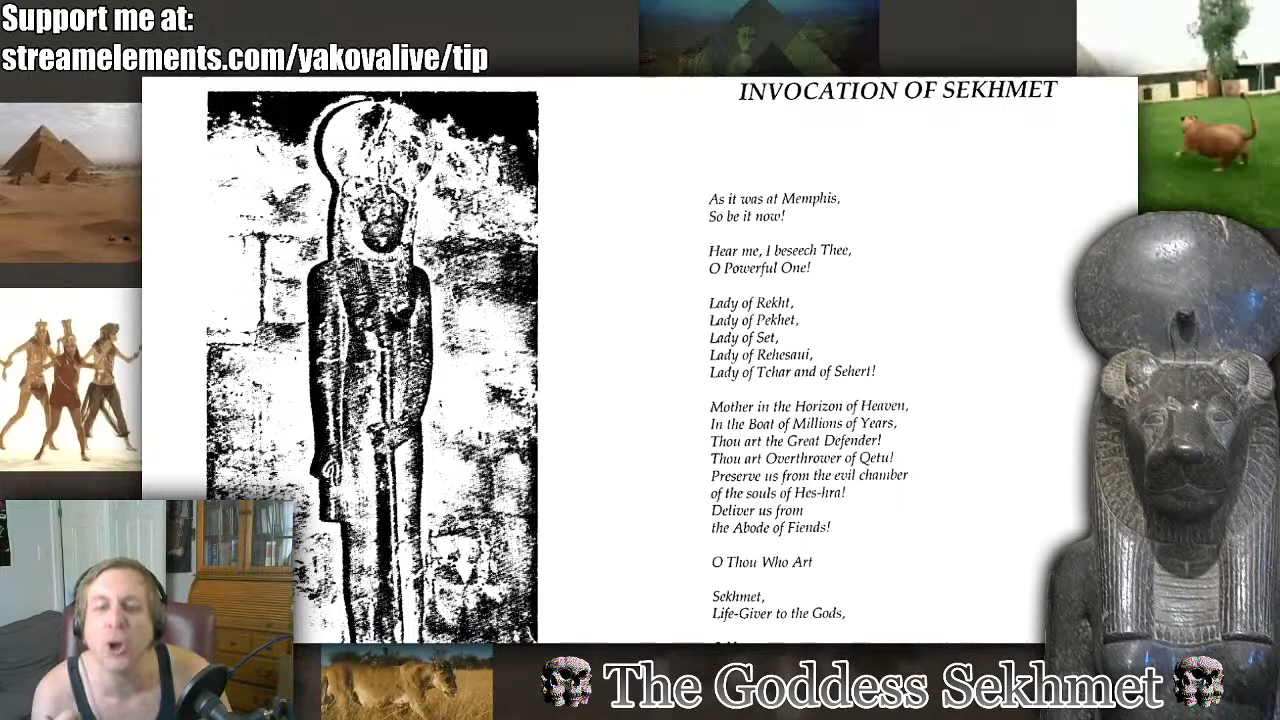 Support me at:
streamelements.com/yakovalive/tip
INVOCATION OF SEKHMET
As it was at Memphis,
So be it now!
Hear me, I beseech Thee,
O Powerful One!
Lady of Rekht,
Lady of Pekhet,
Lady of Set,
Lady of Rehesaui,
Lady of Tchar and of Sehert!
Mother in the Horizon of Heaven,
In the Boat of Millions of Years,
Thou art the Great Defender!
Thou art Overthrower of Qetu!
Preserve us from the evil chamber
of the souls of Hes-hra!
Deliver us from
the Abode of Fiends!
O Thou Who Art
Sekhmet,
Life-Giver to the Gods,
The Goddess Sekhmet